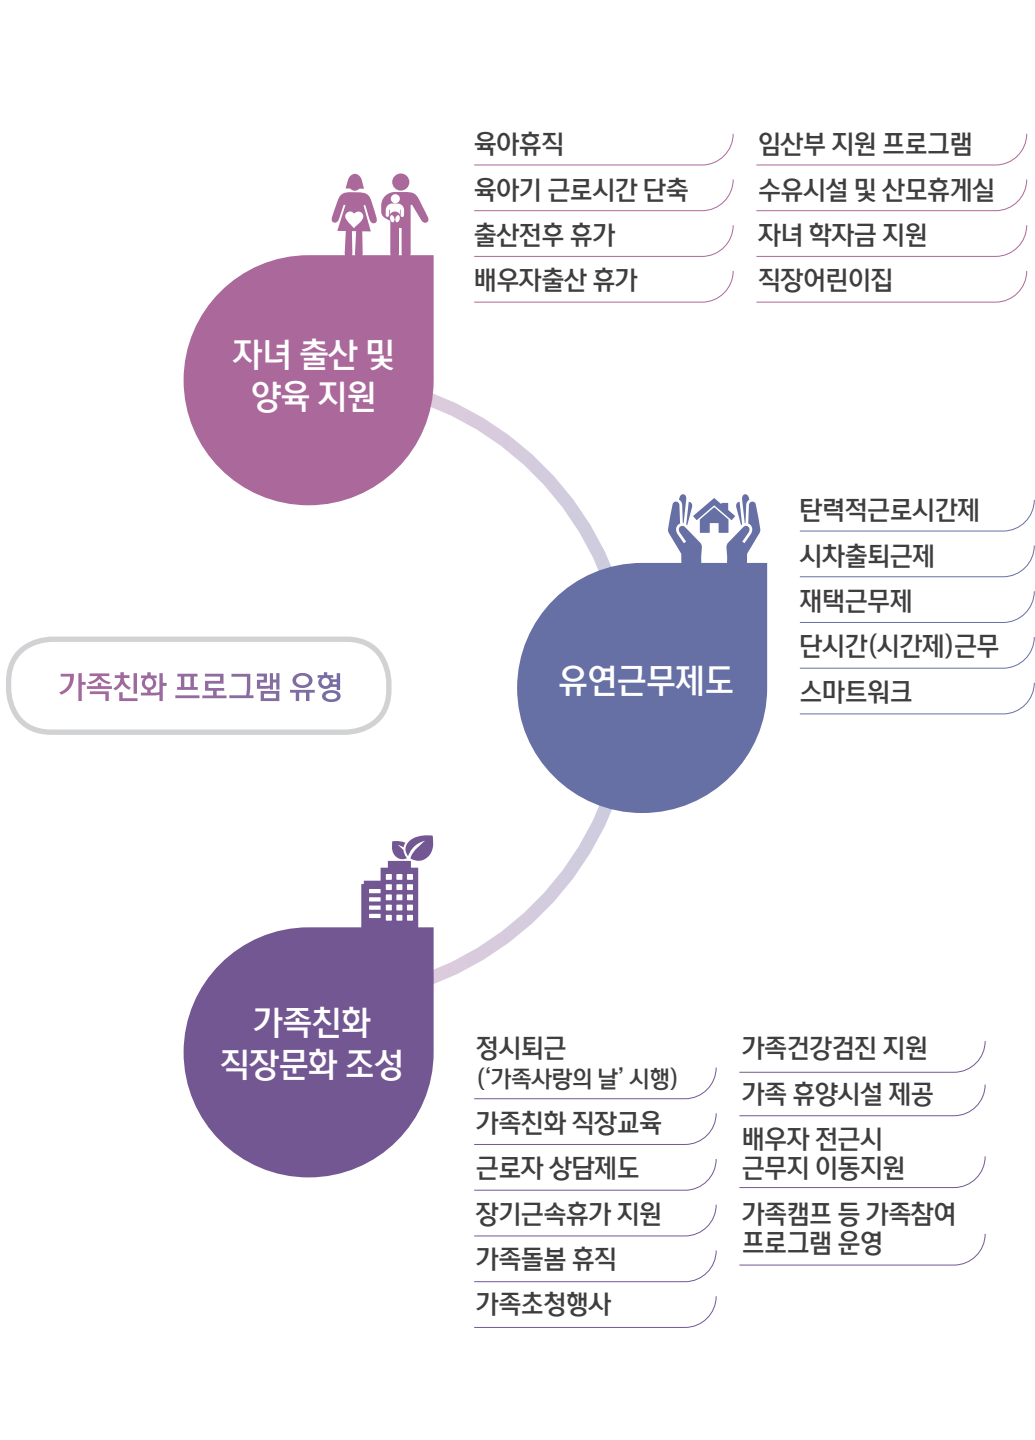 육아휴직
육아기 근로시간 단축
출산전후 휴가
배우자출산 휴가
임산부 지원 프로그램
수유시설 및 산모휴게실
자녀 학자금 지원
직장어린이집
자녀 출산 및
양육 지원
탄력적근로시간제
시차출퇴근제
재택근무제
단시간(시간제)근무
스마트워크
유연근무제도
가족친화 프로그램 유형
가족친화
직장문화 조성
정시퇴근
(‘가족사랑의 날’ 시행)
가족친화 직장교육
근로자 상담제도
장기근속휴가 지원
가족돌봄 휴직
가족초청행사
가족건강검진 지원
가족 휴양시설 제공
배우자 전근시
근무지 이동지원
가족캠프 등 가족참여
프로그램 운영